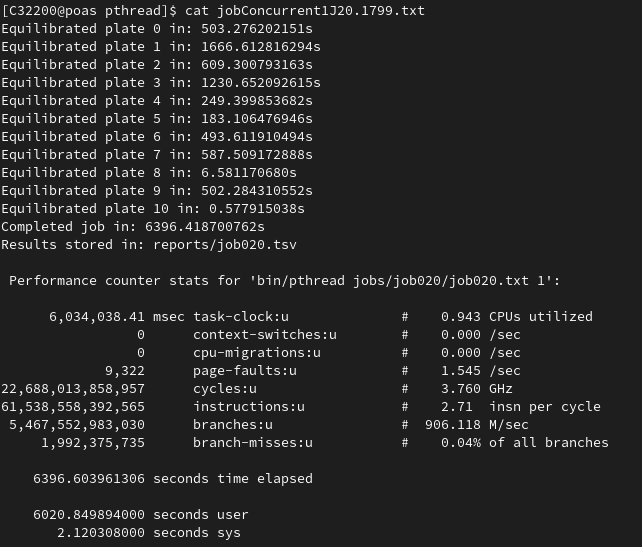 [C32200@poas pthread]$ cat jobConcurrent1J20.1799.txt
Equilibrated plate 0 in: 503.276202151s
Equilibrated plate 1 in: 1666.612816294s
Equilibrated plate 2 in: 609.300793163s
Equilibrated plate 3 in: 1230.652092615s
Equilibrated plate 4 in: 249.399853682s
Equilibrated plate 5 in: 183.106476946s
Equilibrated plate 6 in: 493.611910494s
Equilibrated plate 7 in: 587.509172888s
Equilibrated plate 8 in: 6.581170680s
Equilibrated plate 9 in: 502.284310552s
Equilibrated plate 10 in: 0.577915038s
Completed job in: 6396.418700762s
Results stored in: reports/job020.tsv
Performance counter stats for 'bin/pthread jobs/job020/job020.txt 1':
6,034,038.41 msec task-clock:u # 0.943 CPUs utilized
0 context-switches:u # 0.000 /sec
0 cpu-migrations:u # 0.000 /sec
9,322 page-faults:u # 1.545 /sec
22,688,013,858,957 cycles:u # 3.760 GHz
61,538,558,392,565 instructions:u # 2.71 insn per cycle
5,467,552,983,030 branches:u # 906.118 M/sec
1,992,375,735 branch-misses:u # 0.04% of all branches
6396.603961306 seconds time elapsed
6020.849894000 seconds user
2.120308000 seconds sys